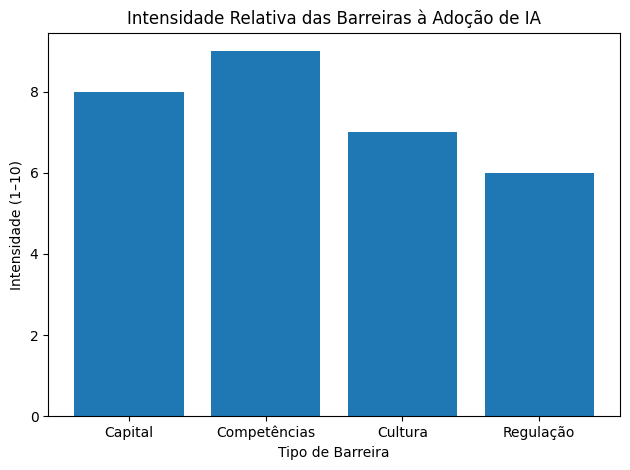 Intensidade Relativa das Barreiras à Adoção de IA
Intensidade (1–10)
8
6
4
2
0
Capital
Competências
Cultura
Regulação
Tipo de Barreira